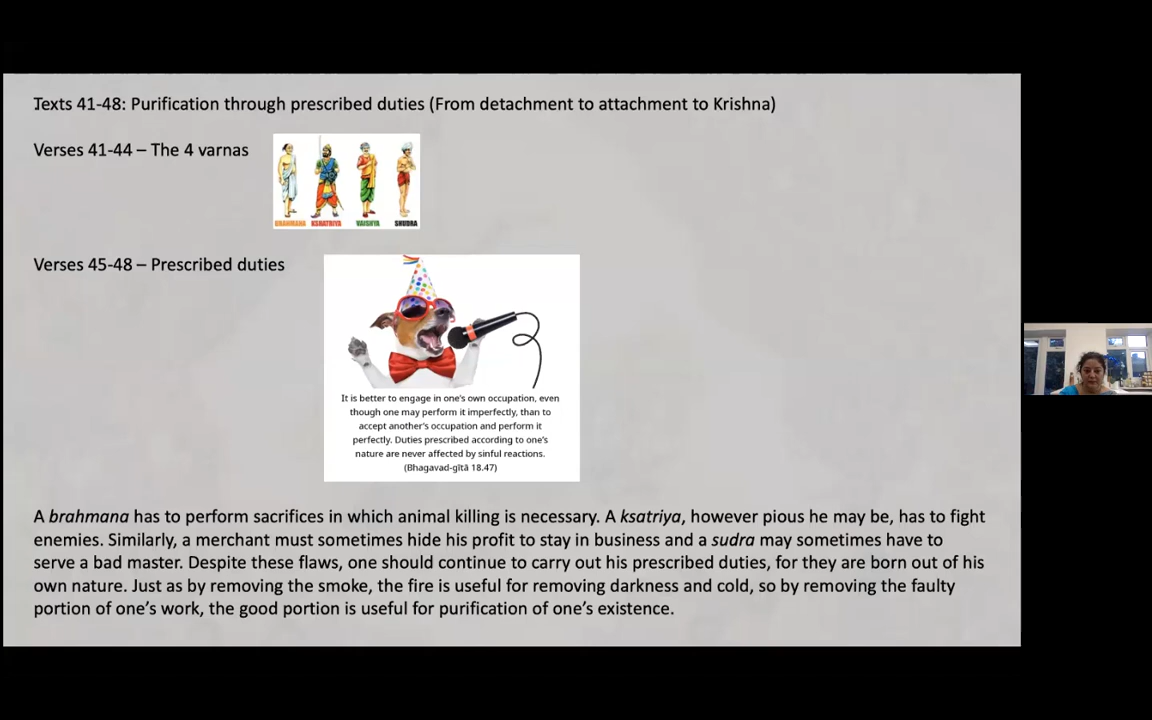 Texts 41-48: Purification through prescribed duties (From detachment to attachment to Krishna)
Verses 41-44 – The 4 varnas
BRAHMANA KSHATRIYA VAISHYA SHUDRA
Verses 45-48 – Prescribed duties
It is better to engage in one's own occupation, even
though one may perform it imperfectly, than to
accept another's occupation and perform it
perfectly. Duties prescribed according to one's
nature are never affected by sinful reactions.
(Bhagavad-gītā 18.47)
A brahmana has to perform sacrifices in which animal killing is necessary. A ksatriya, however pious he may be, has to fight
enemies. Similarly, a merchant must sometimes hide his profit to stay in business and a sudra may sometimes have to
serve a bad master. Despite these flaws, one should continue to carry out his prescribed duties, for they are born out of his
own nature. Just as by removing the smoke, the fire is useful for removing darkness and cold, so by removing the faulty
portion of one's work, the good portion is useful for purification of one's existence.